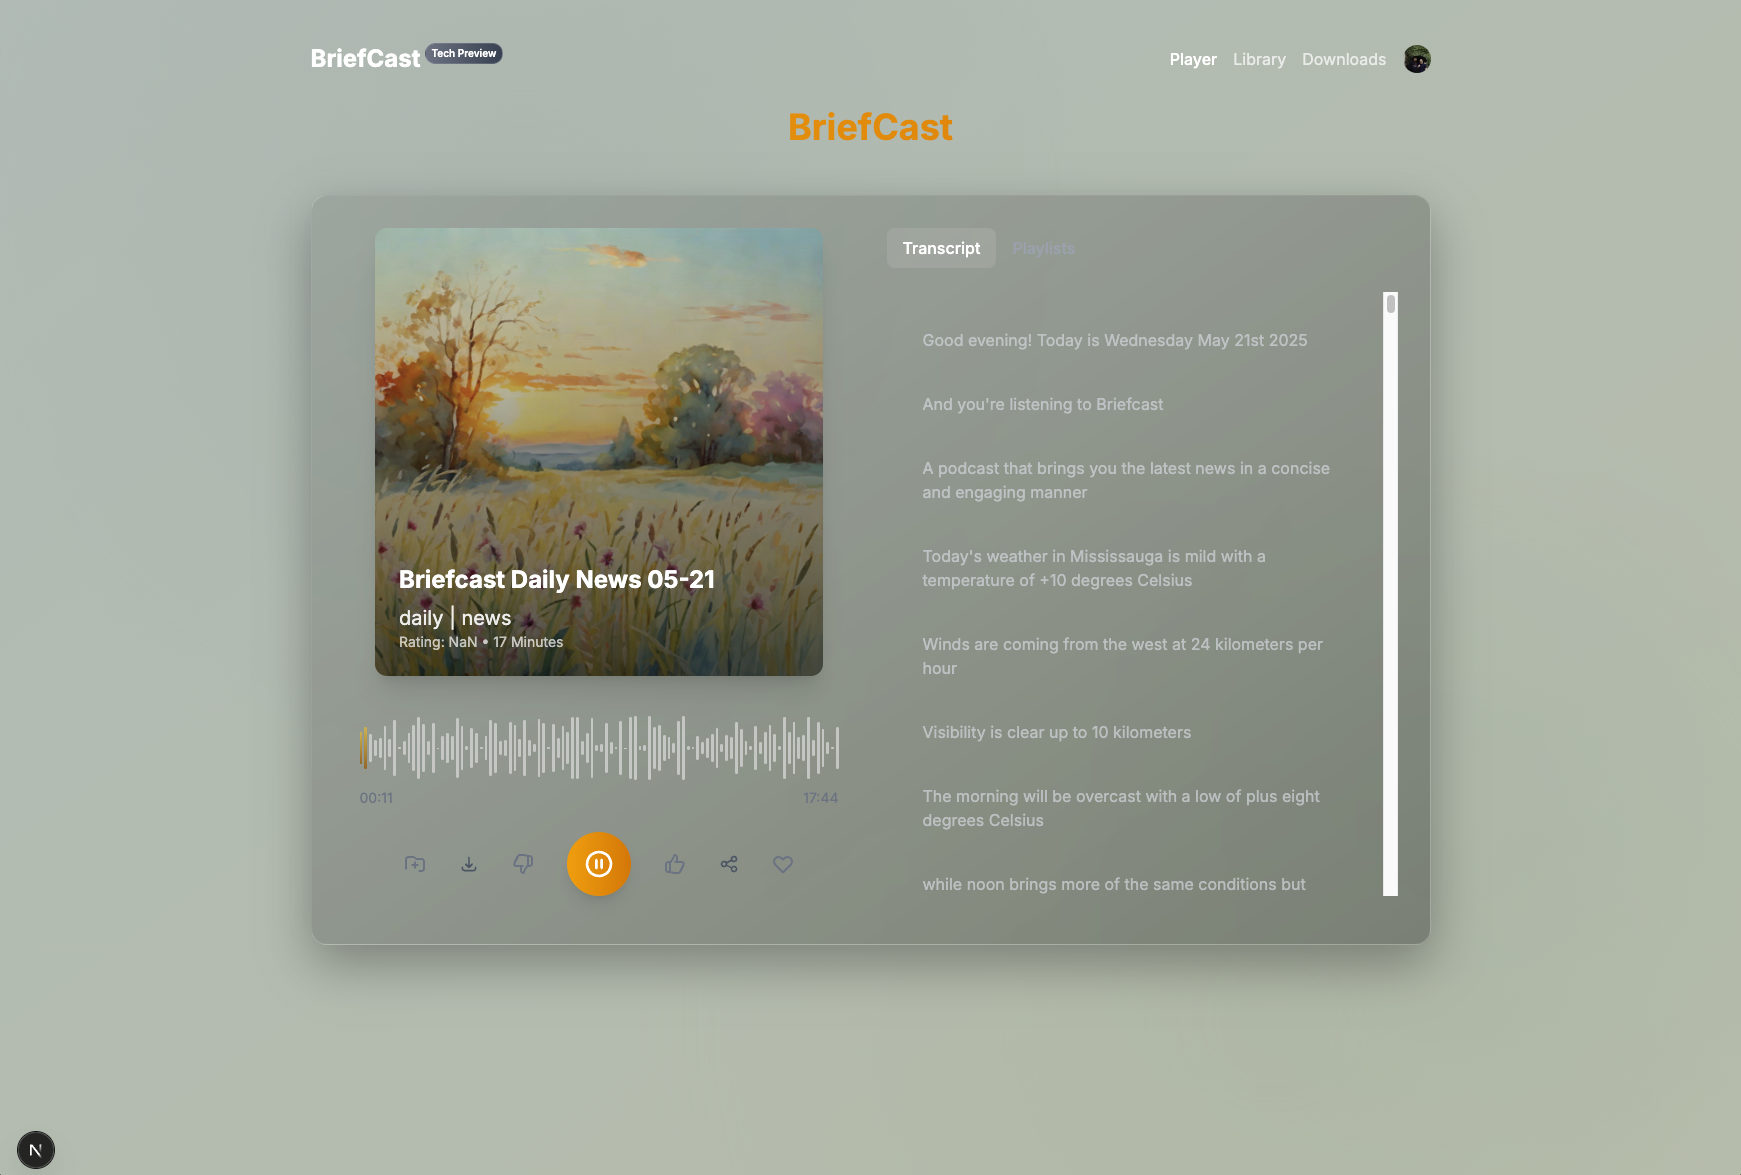 BriefCast Tech Preview
Player Library Downloads
BriefCast
Briefcast Daily News 05-21
daily | news
Rating: NaN • 17 Minutes
00:11 17:44
Transcript Playlists
Good evening! Today is Wednesday May 21st 2025
And you're listening to Briefcast
A podcast that brings you the latest news in a concise
and engaging manner
Today's weather in Mississauga is mild with a
temperature of +10 degrees Celsius
Winds are coming from the west at 24 kilometers per
hour
Visibility is clear up to 10 kilometers
The morning will be overcast with a low of plus eight
degrees Celsius
while noon brings more of the same conditions but
N